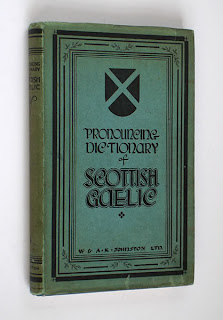 PRONOUNCING
DICTIONARY
of
SCOTTISH
GAELIC
W & A·K·JOHNSTON LTD.